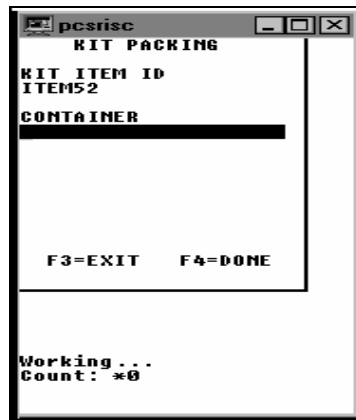 pcsrisc
KIT PACKING
KIT ITEM ID
ITEM52
CONTAINER
F3=EXIT F4=DONE
Working...
Count: *0